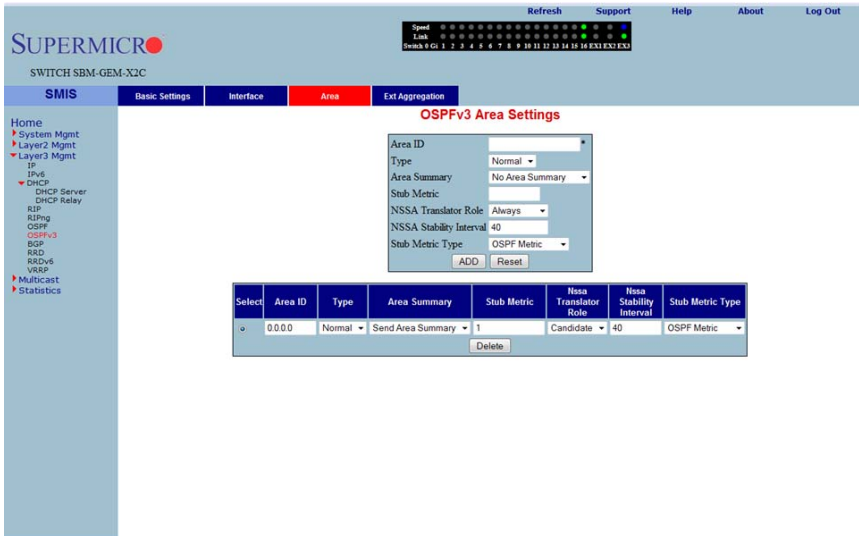 Refresh Support Help About Log Out
Speed
Link
Switch 0 Gi 1 2 3 4 5 6 7 8 9 10 11 12 13 14 15 16 EX1 EX2 EX3
SUPERMICRO
SWITCH SBM-GEM-X2C
SMIS
Basic Settings Interface Area Ext Aggregation
Home
System Mgmt
Layer2 Mgmt
Layer3 Mgmt
IP
IPv6
DHCP
DHCP Server
DHCP Relay
RIP
RIPng
OSPF
OSPFv3
BGP
RRD
RRDv6
VRRP
Multicast
Statistics
OSPFv3 Area Settings
Area ID *
Type Normal
Area Summary No Area Summary
Stub Metric
NSSA Translator Role Always
NSSA Stability Interval 40
Stub Metric Type OSPF Metric
ADD Reset
Select Area ID Type Area Summary Stub Metric Nssa Translator Role Nssa Stability Interval Stub Metric Type
0.0.0.0 Normal Send Area Summary 1 Candidate 40 OSPF Metric
Delete